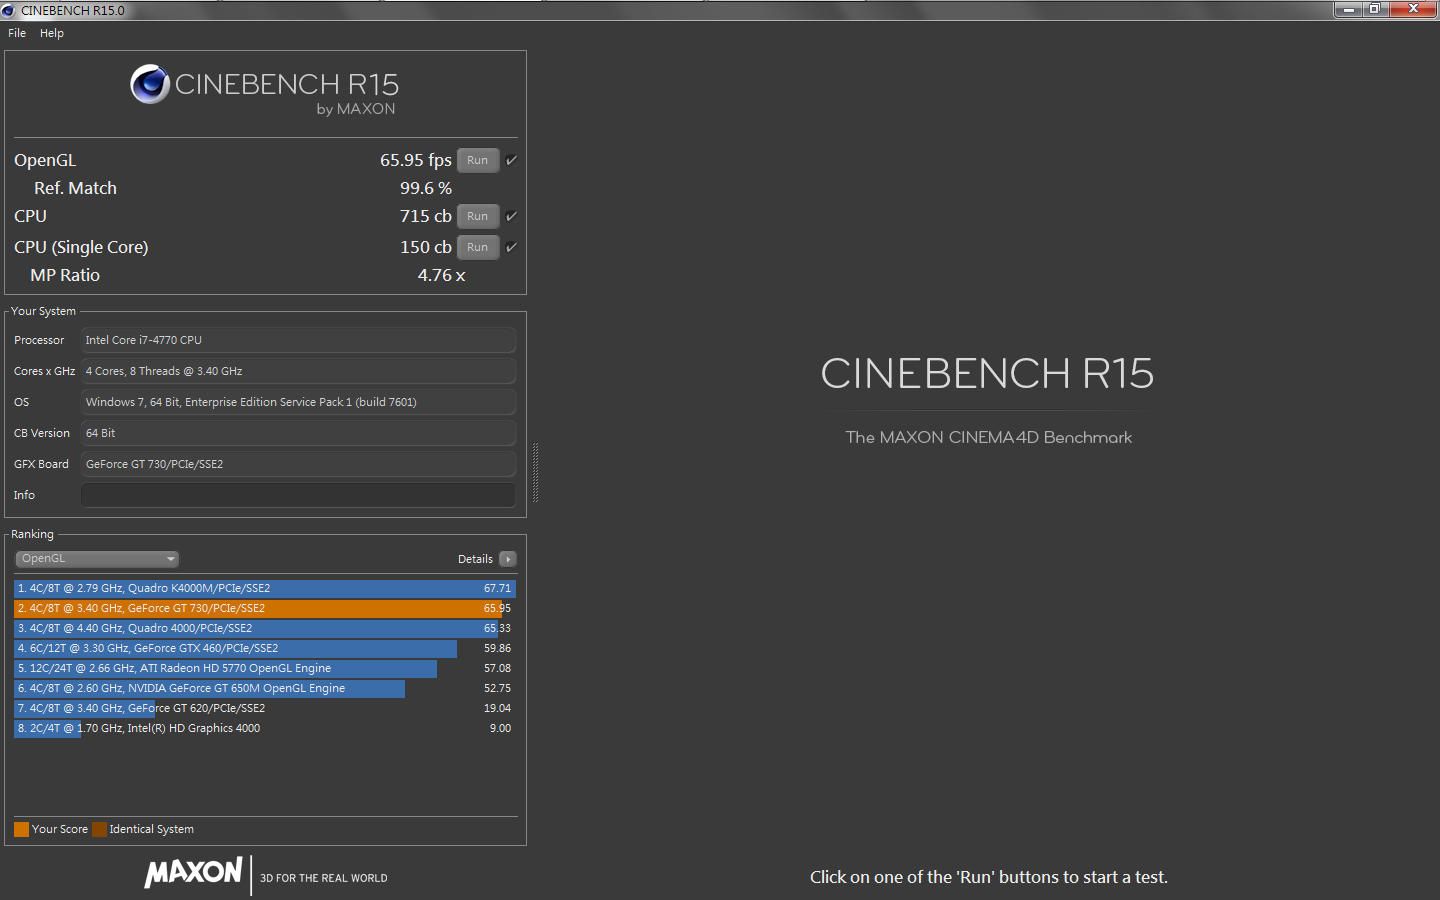 CINEBENCH R15.0
File Help
CINEBENCH R15
by MAXON
OpenGL 65.95 fps Run
Ref. Match 99.6 %
CPU 715 cb Run
CPU (Single Core) 150 cb Run
MP Ratio 4.76 x
Your System
Processor Intel Core i7-4770 CPU
Cores x GHz 4 Cores, 8 Threads @ 3.40 GHz
OS Windows 7, 64 Bit, Enterprise Edition Service Pack 1 (build 7601)
CB Version 64 Bit
GFX Board GeForce GT 730/PCIe/SSE2
Info
Ranking
OpenGL Details
1. 4C/8T @ 2.79 GHz, Quadro K4000M/PCIe/SSE2 67.71
2. 4C/8T @ 3.40 GHz, GeForce GT 730/PCIe/SSE2 65.95
3. 4C/8T @ 4.40 GHz, Quadro 4000/PCIe/SSE2 65.33
4. 6C/12T @ 3.30 GHz, GeForce GTX 460/PCIe/SSE2 59.86
5. 12C/24T @ 2.66 GHz, ATI Radeon HD 5770 OpenGL Engine 57.08
6. 4C/8T @ 2.60 GHz, NVIDIA GeForce GT 650M OpenGL Engine 52.75
7. 4C/8T @ 3.40 GHz, GeForce GT 620/PCIe/SSE2 19.04
8. 2C/4T @ 1.70 GHz, Intel(R) HD Graphics 4000 9.00
Your Score Identical System
MAXON 3D FOR THE REAL WORLD
CINEBENCH R15
The MAXON CINEMA4D Benchmark
Click on one of the 'Run' buttons to start a test.